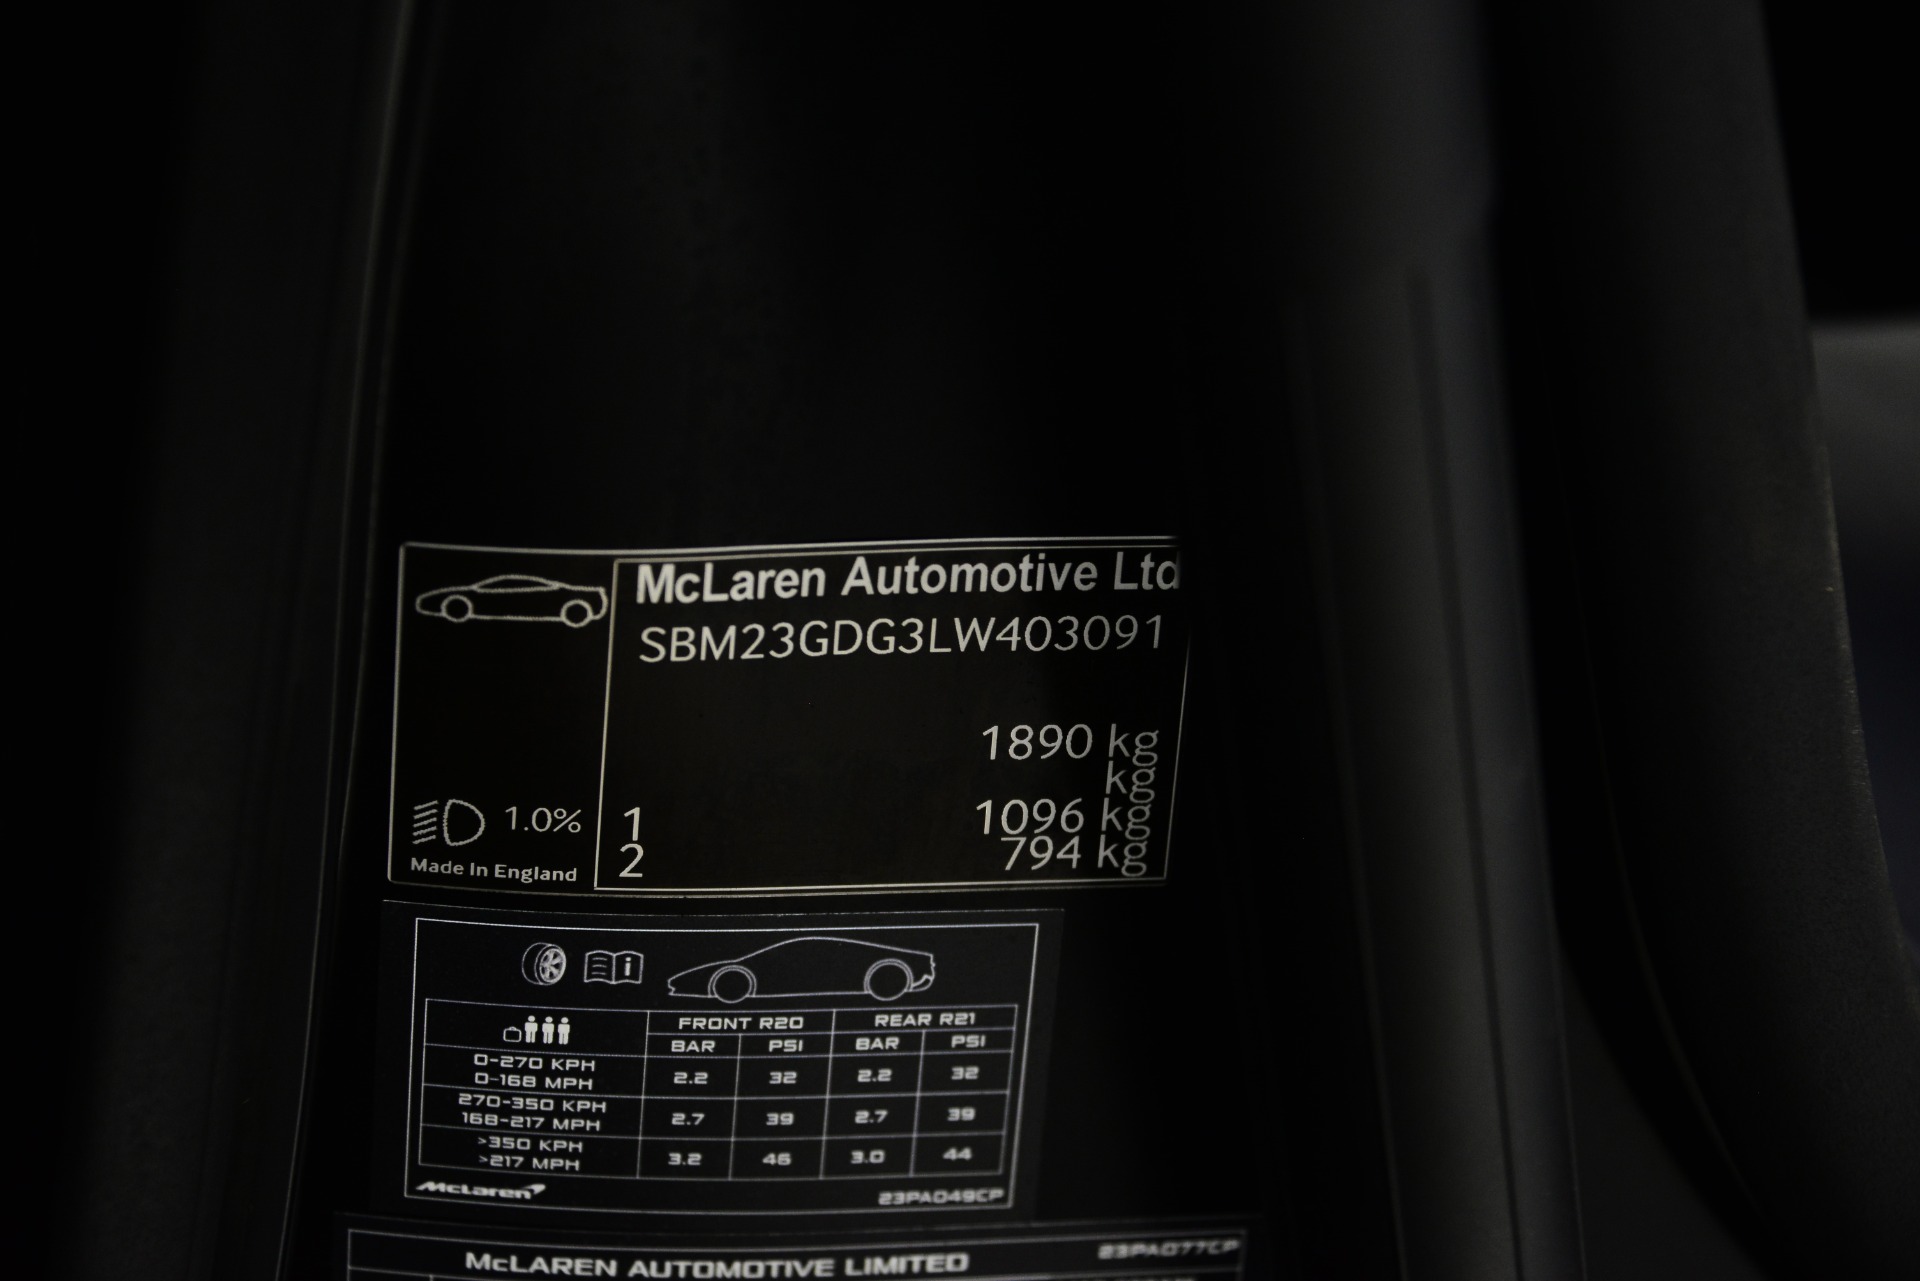 McLaren Automotive Ltd
SBM23GDG3LW403091
1890 kg
kg
1 1096 kg
2 794 kg
1.0%
Made In England
i
FRONT R20 REAR R21
BAR PSI BAR PSI
0-270 KPH
0-168 MPH
2.2 32 2.2 32
270-350 KPH
168-217 MPH
2.7 39 2.7 39
>350 KPH
>217 MPH
3.2 46 3.0 44
McLaren 23PA049CP
McLAREN AUTOMOTIVE LIMITED 23PA077CP